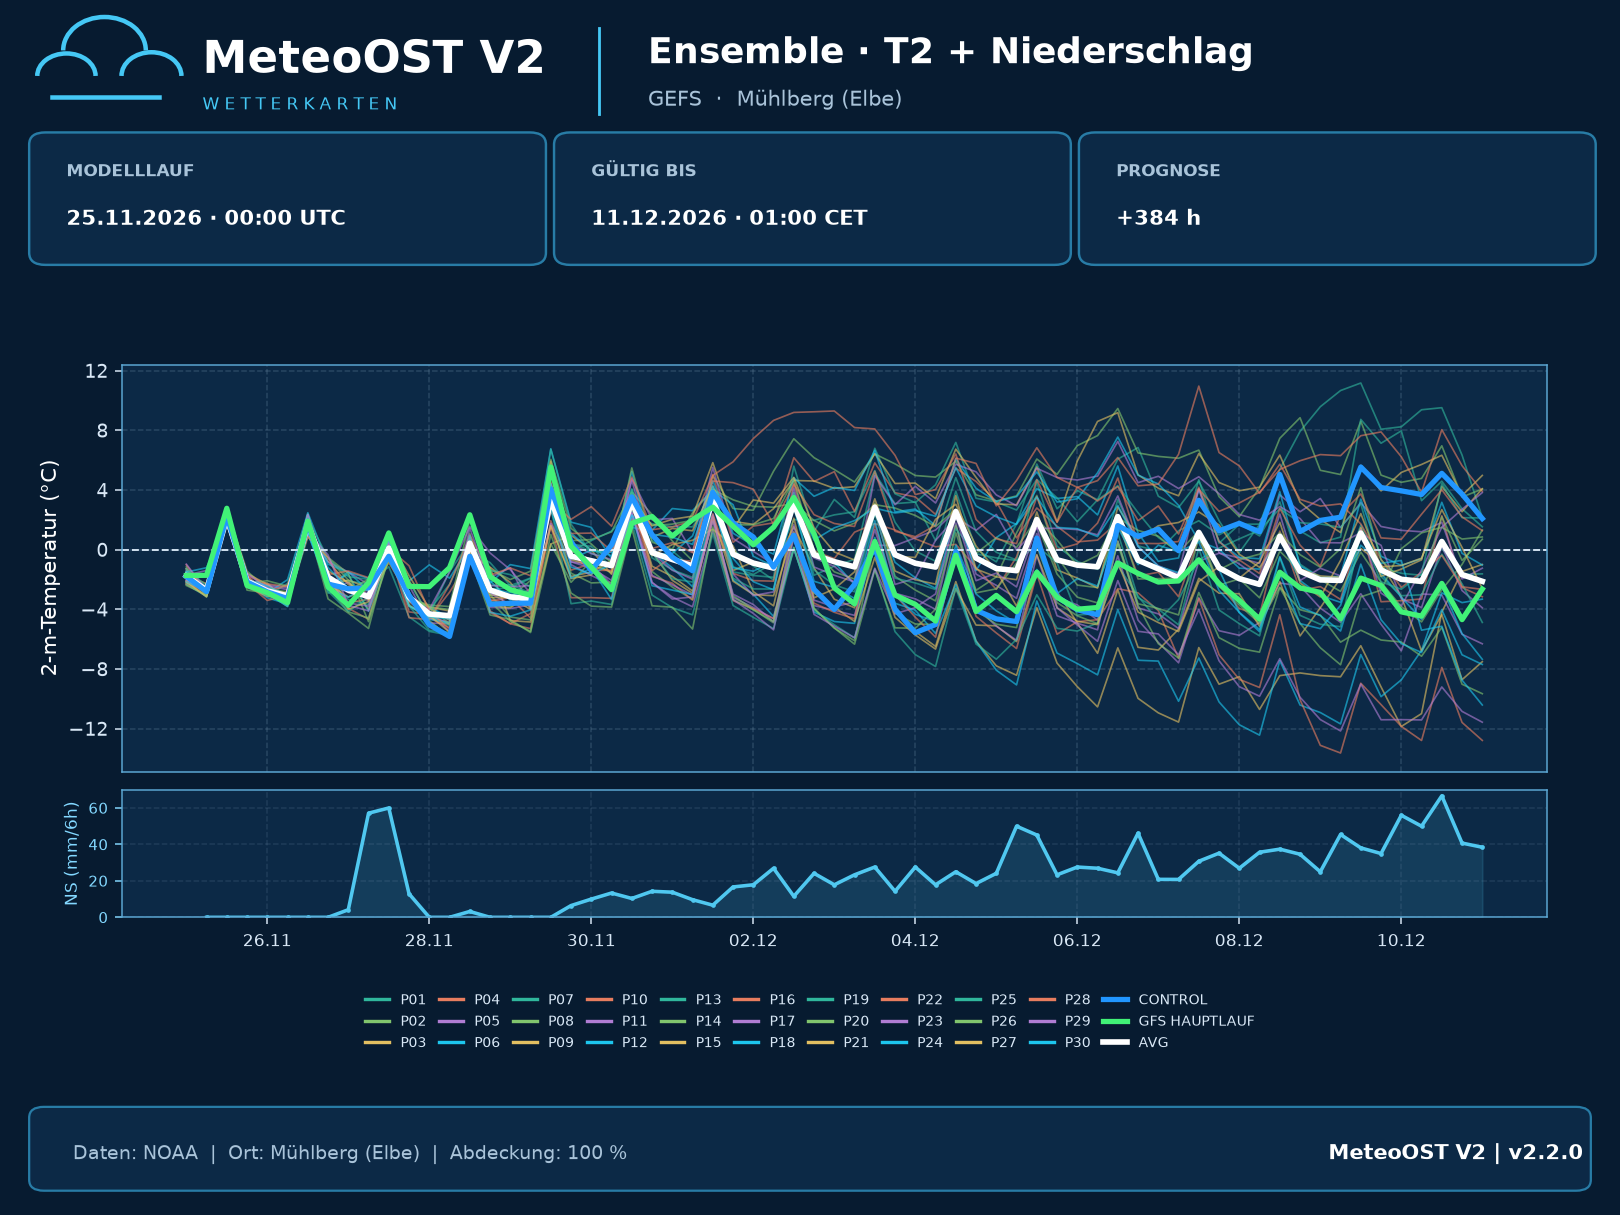 MeteoOST V2
WETTERKARTEN
Ensemble · T2 + Niederschlag
GEFS · Mühlberg (Elbe)
MODELLLAUF
25.11.2026 · 00:00 UTC
GÜLTIG BIS
11.12.2026 · 01:00 CET
PROGNOSE
+384 h
2-m-Temperatur (°C)
12
8
4
0
−4
−8
−12
NS (mm/6h)
60
40
20
0
26.11 28.11 30.11 02.12 04.12 06.12 08.12 10.12
P01 P04 P07 P10 P13 P16 P19 P22 P25 P28 CONTROL
P02 P05 P08 P11 P14 P17 P20 P23 P26 P29 GFS HAUPTLAUF
P03 P06 P09 P12 P15 P18 P21 P24 P27 P30 AVG
Daten: NOAA | Ort: Mühlberg (Elbe) | Abdeckung: 100 %
MeteoOST V2 | v2.2.0